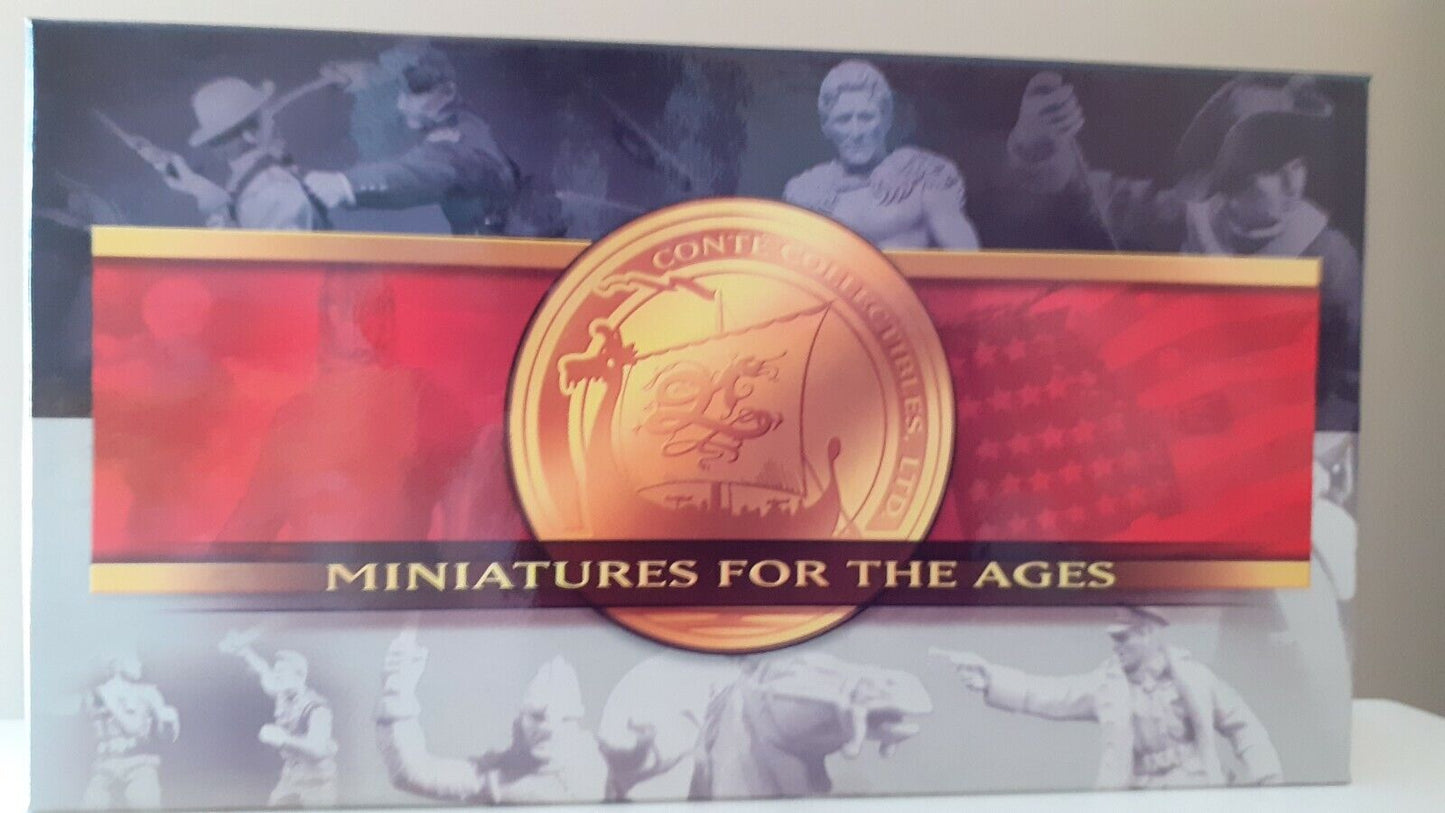 CONTE COLLECTIBLES, LTD.
MINIATURES FOR THE AGES